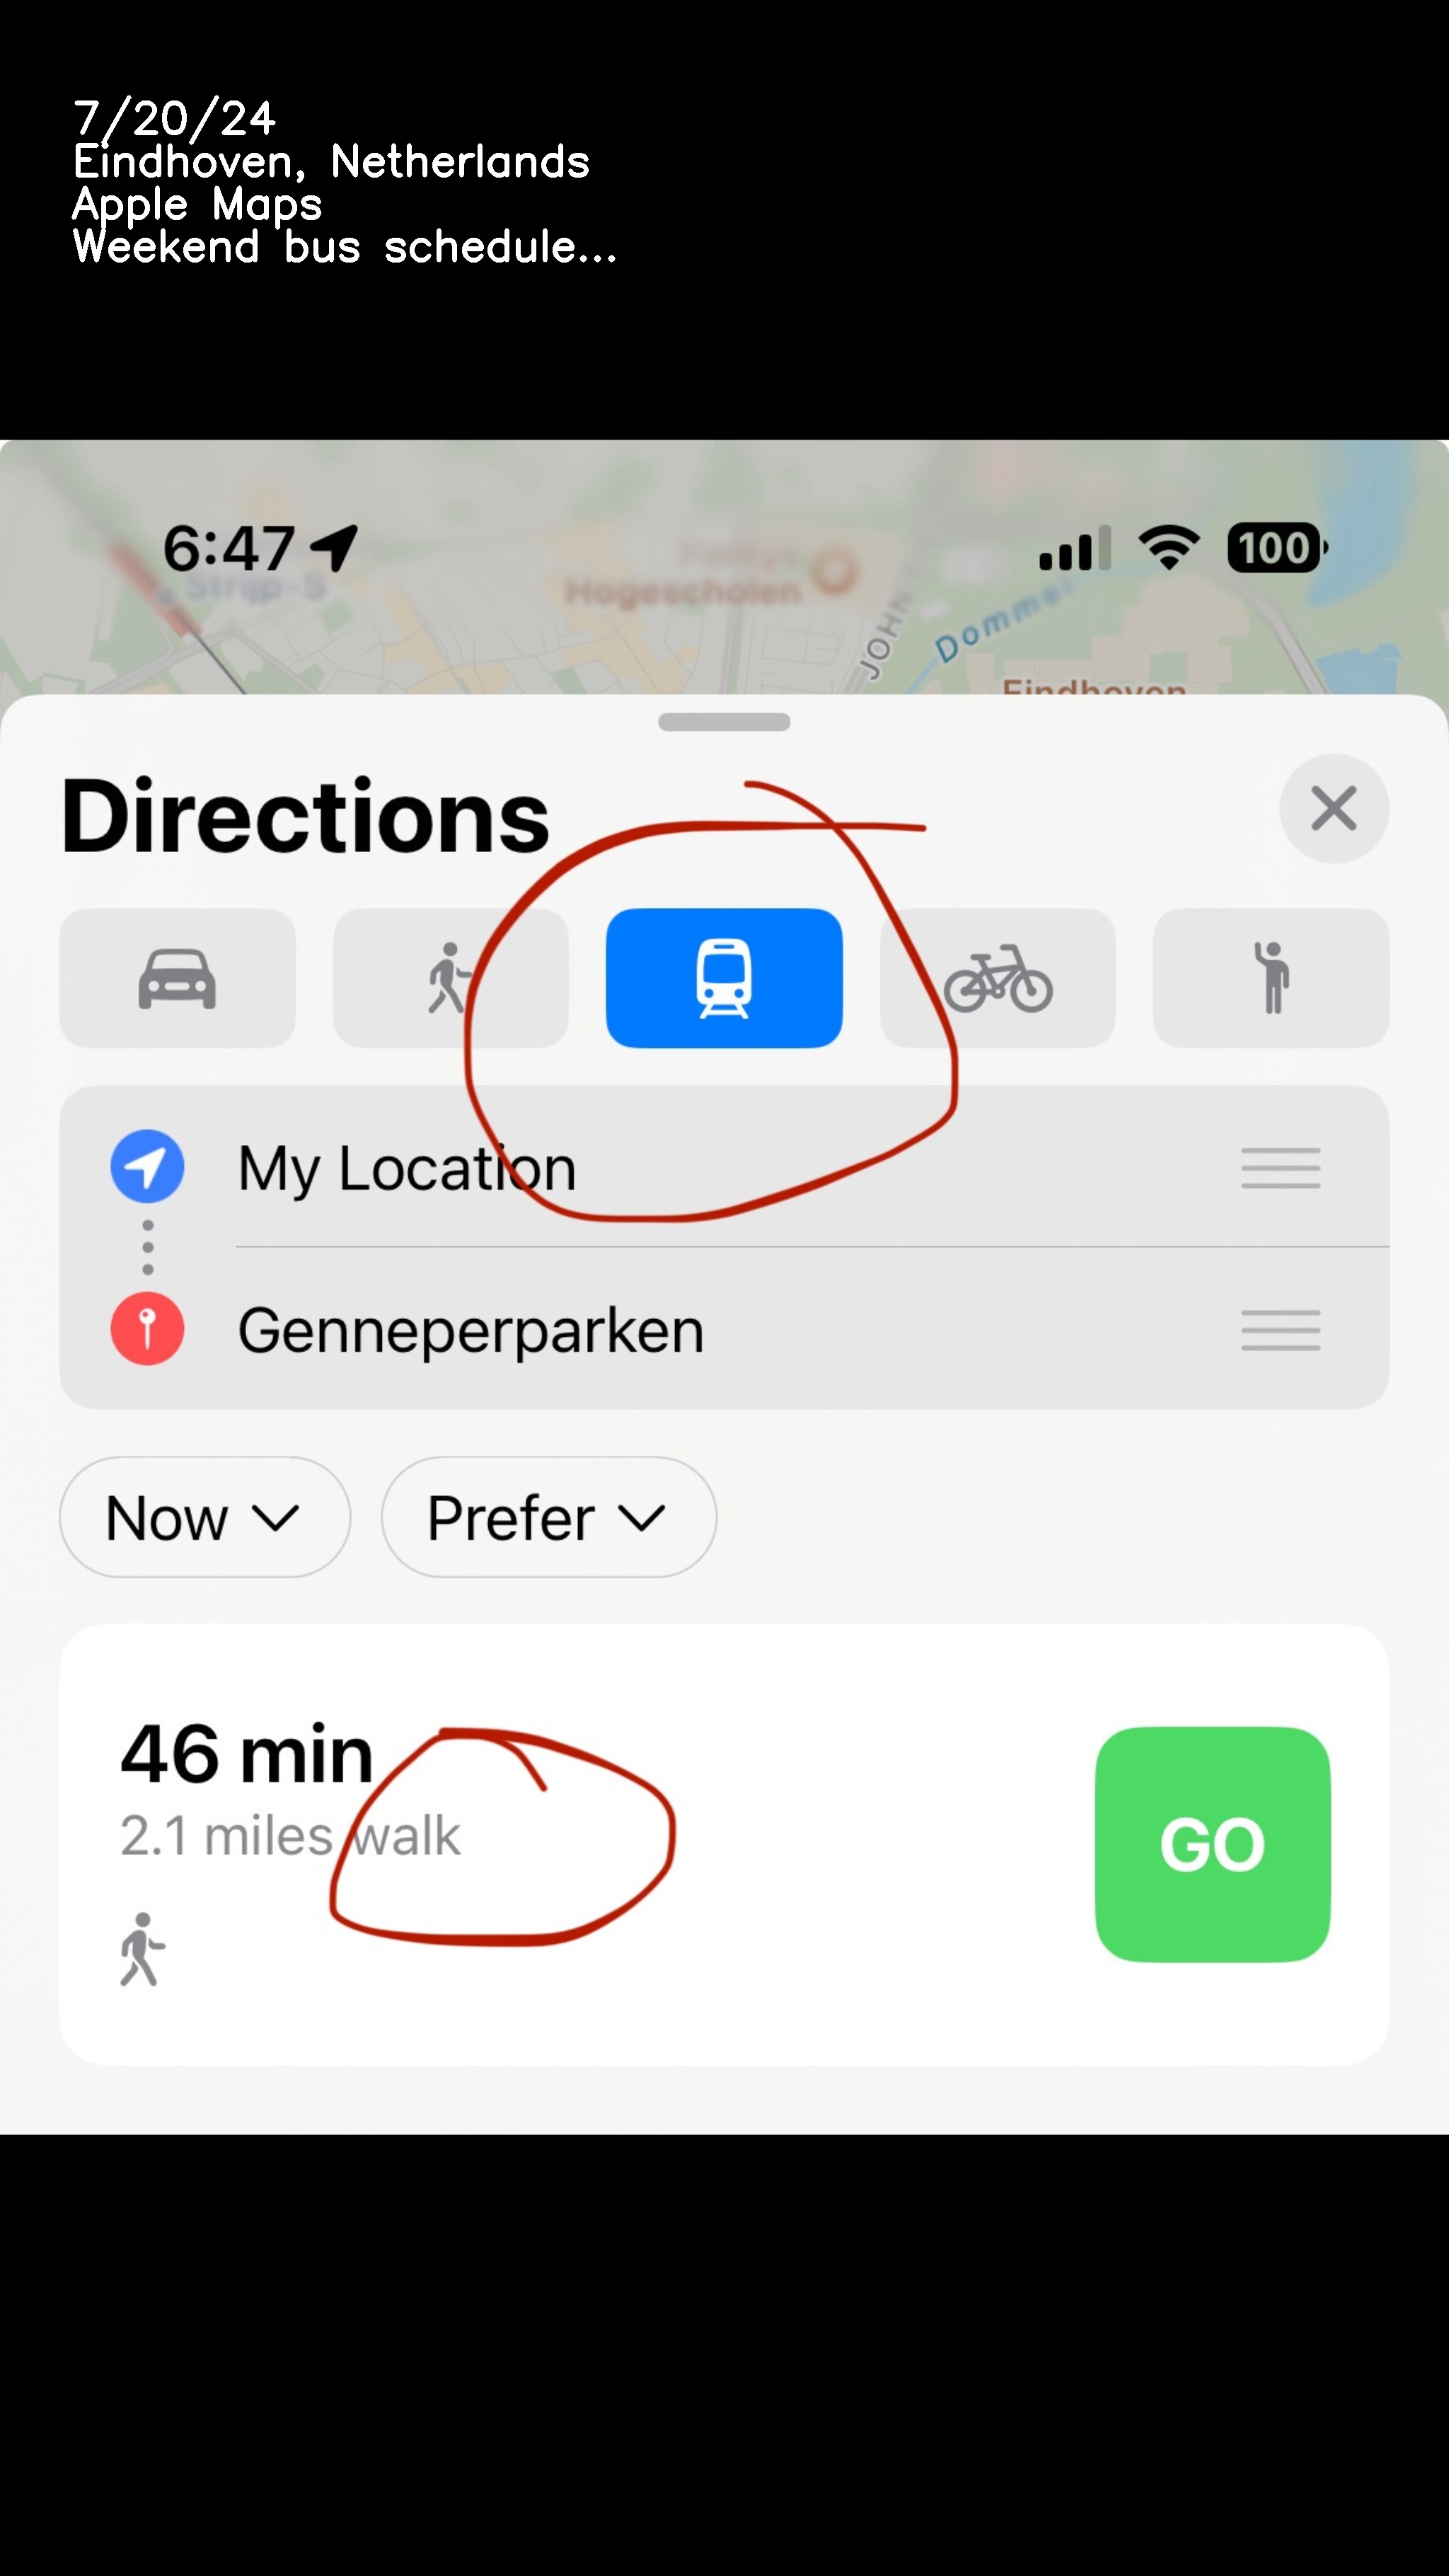 7/20/24
Eindhoven, Netherlands
Apple Maps
Weekend bus schedule...
6:47
100
Strijp-S
Hogescholen
JOHN
Dommel
Eindhoven
Directions
My Location
Genneperparken
Now
Prefer
46 min
2.1 miles walk
GO